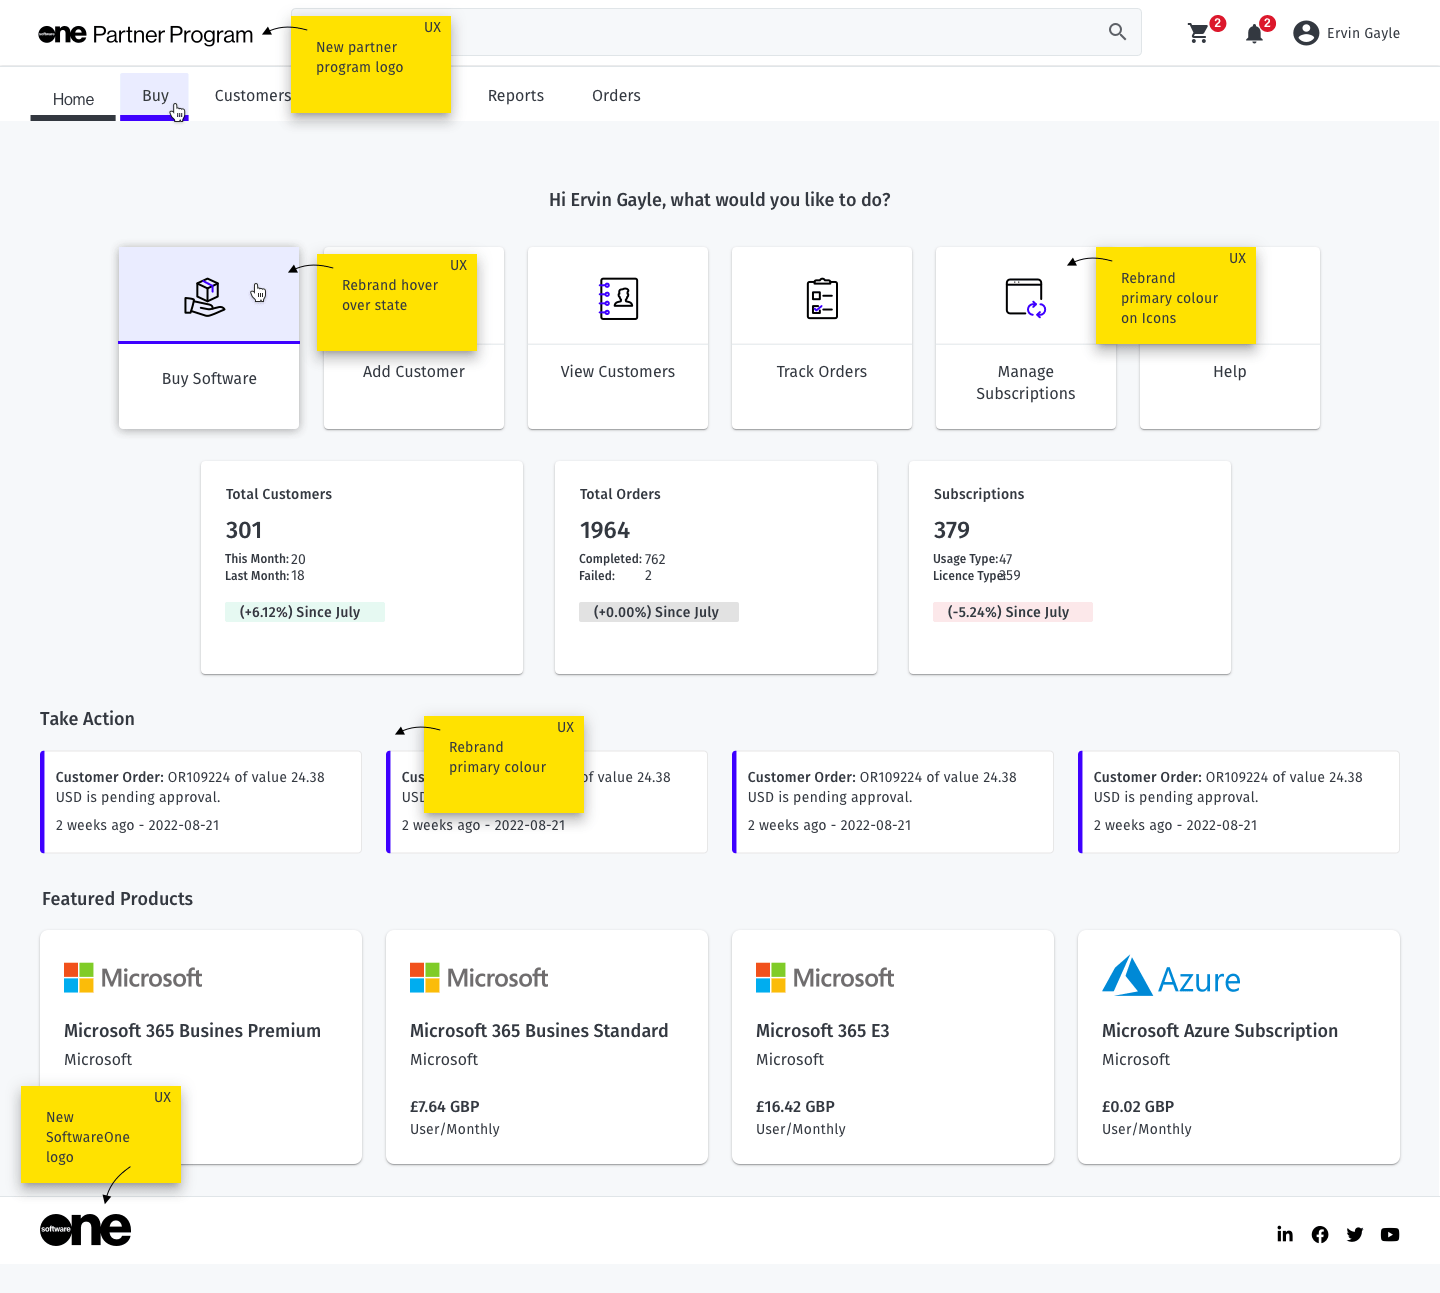 software one Partner Program
UX
New partner
program logo
2
2
Ervin Gayle
Home
Buy
Customers
Reports
Orders
Hi Ervin Gayle, what would you like to do?
UX
Rebrand hover
over state
UX
Rebrand
primary colour
on Icons
Buy Software
Add Customer
View Customers
Track Orders
Manage
Subscriptions
Help
Total Customers
301
This Month: 20
Last Month: 18
(+6.12%) Since July
Total Orders
1964
Completed: 762
Failed: 2
(+0.00%) Since July
Subscriptions
379
Usage Type: 47
Licence Type: 259
(-5.24%) Since July
Take Action
UX
Rebrand
primary colour
Customer Order: OR109224 of value 24.38
USD is pending approval.
2 weeks ago - 2022-08-21
Cus of value 24.38
USD
2 weeks ago - 2022-08-21
Customer Order: OR109224 of value 24.38
USD is pending approval.
2 weeks ago - 2022-08-21
Customer Order: OR109224 of value 24.38
USD is pending approval.
2 weeks ago - 2022-08-21
Featured Products
Microsoft
Microsoft 365 Busines Premium
Microsoft
Microsoft
Microsoft 365 Busines Standard
Microsoft
£7.64 GBP
User/Monthly
Microsoft
Microsoft 365 E3
Microsoft
£16.42 GBP
User/Monthly
Azure
Microsoft Azure Subscription
Microsoft
£0.02 GBP
User/Monthly
UX
New
SoftwareOne
logo
software one